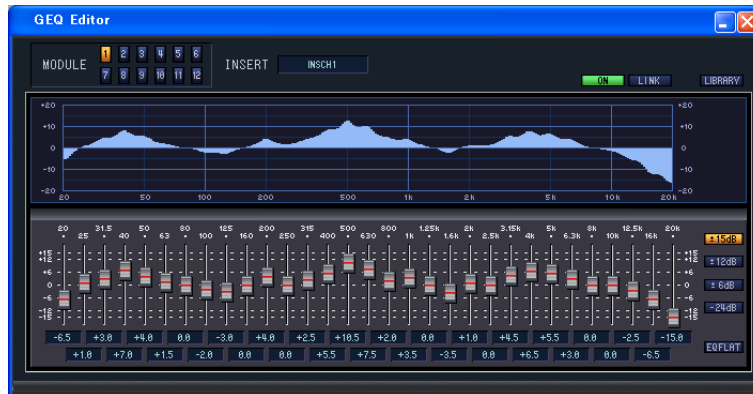 GEQ Editor
MODULE 1 2 3 4 5 6 INSERT INSCH1
7 8 9 10 11 12
ON LINK LIBRARY
+20 +20
+10 +10
0 0
-10 -10
-20 -20
20 50 100 200 500 1k 2k 5k 10k 20k
20 31.5 50 80 125 200 315 500 800 1.25k 2k 3.15k 5k 8k 12.5k 20k
25 40 63 100 160 250 400 630 1k 1.6k 2.5k 4k 6.3k 10k 16k
±15dB
±12dB
±6dB
-24dB
+15 +15
+12 +12
+6 +6
0 0
-6 -6
-12 -12
-15 -15
-6.5 +3.0 +4.0 0.0 -3.0 +4.0 +2.5 +10.5 +2.0 0.0 +1.0 +4.5 +5.5 0.0 -2.5 -15.0
+1.0 +7.0 +1.5 -2.0 0.0 0.0 +5.5 +7.5 +3.5 -3.5 0.0 +6.5 +3.0 0.0 -6.5
EQFLAT